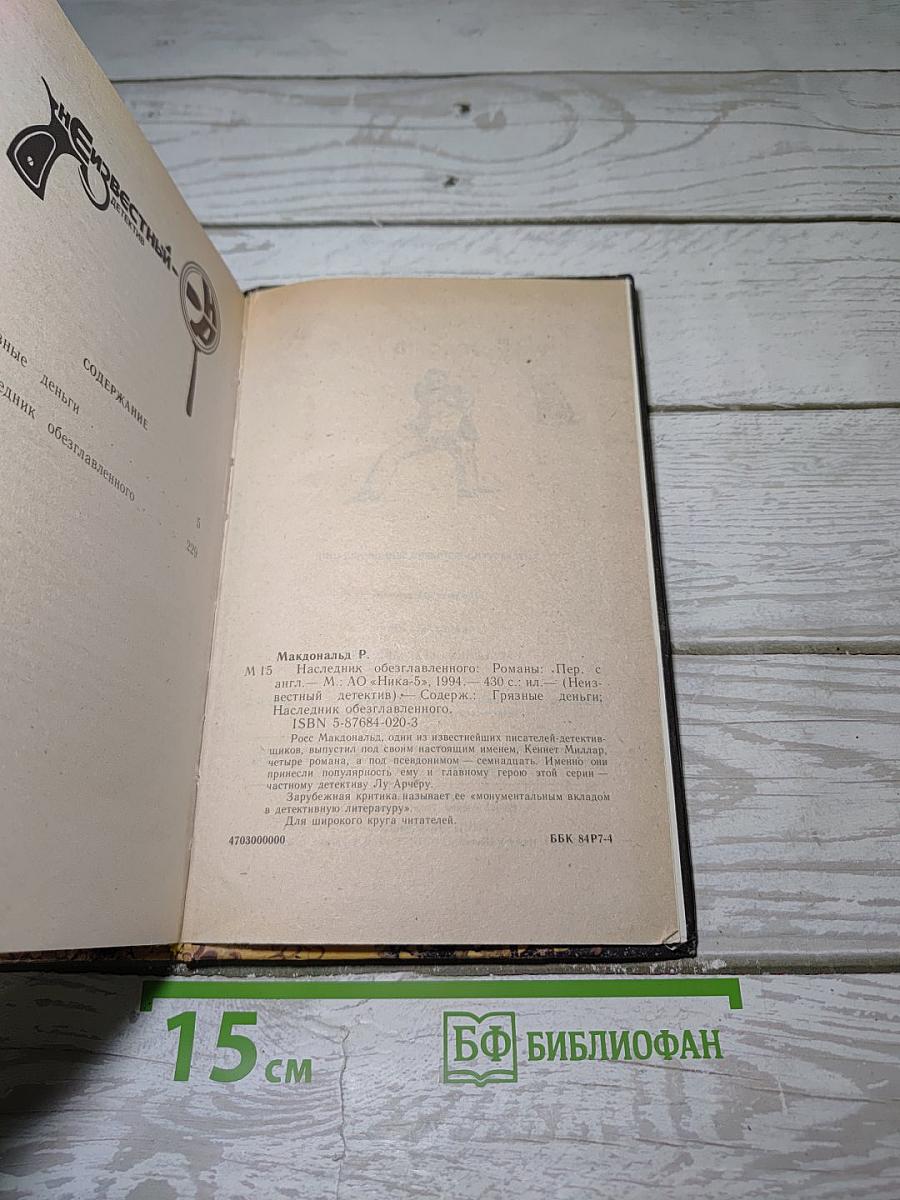 НЕИЗВЕСТНЫЙ
ДЕТЕКТИВ
НД
СОДЕРЖАНИЕ
деньги
5
обезглавленного
229
Макдональд Р.
М 15 Наследник обезглавленного: Романы: .Пер. с
англ.— М.: АО «Ника-5», 1994.— 430 с.: ил.— (Неиз-
вестный детектив).— Содерж.: Грязные деньги;
Наследник обезглавленного.
ISBN 5-87684-020-3
Росс Макдональд, один из известнейших писателей-детектив-
щиков, выпустил под своим настоящим именем, Кеннет Миллар,
четыре романа, а под псевдонимом — семнадцать. Именно они
принесли популярность ему и главному герою этой серии —
частному детективу Лу Арчеру.
Зарубежная критика называет ее «монументальным вкладом
в детективную литературу».
Для широкого круга читателей.
4703000000 ББК 84Р7-4
15 см БФ БИБЛИОФАН